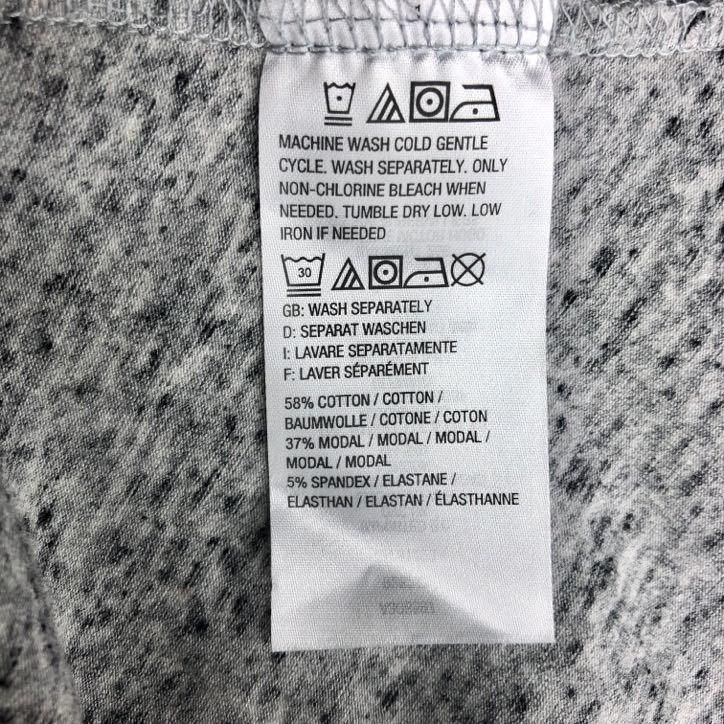 MACHINE WASH COLD GENTLE
CYCLE. WASH SEPARATELY. ONLY
NON-CHLORINE BLEACH WHEN
NEEDED. TUMBLE DRY LOW. LOW
IRON IF NEEDED
30
GB: WASH SEPARATELY
D: SEPARAT WASCHEN
I: LAVARE SEPARATAMENTE
F: LAVER SÉPARÉMENT
58% COTTON / COTTON /
BAUMWOLLE / COTONE / COTON
37% MODAL / MODAL / MODAL /
MODAL / MODAL
5% SPANDEX / ELASTANE /
ELASTHAN / ELASTAN / ÉLASTHANNE